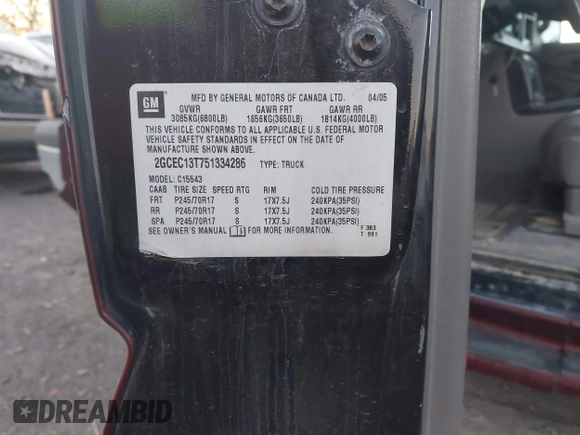 GM
MFD BY GENERAL MOTORS OF CANADA LTD. 04/05
GVWR GAWR FRT GAWR RR
3085KG(6800LB) 1656KG(3650LB) 1814KG(4000LB)
THIS VEHICLE CONFORMS TO ALL APPLICABLE U.S. FEDERAL MOTOR
VEHICLE SAFETY STANDARDS IN EFFECT ON THE DATE OF
MANUFACTURE SHOWN ABOVE.
2GCEC13T751334286 TYPE: TRUCK
MODEL: C15543
CAAB TIRE SIZE SPEED RTG RIM COLD TIRE PRESSURE
FRT P245/70R17 S 17X7.5J 240KPA(35PSI)
RR P245/70R17 S 17X7.5J 240KPA(35PSI)
SPA P245/70R17 S 17X7.5J 240KPA(35PSI)
SEE OWNER'S MANUAL FOR MORE INFORMATION. F 383
T 991
DREAMBID